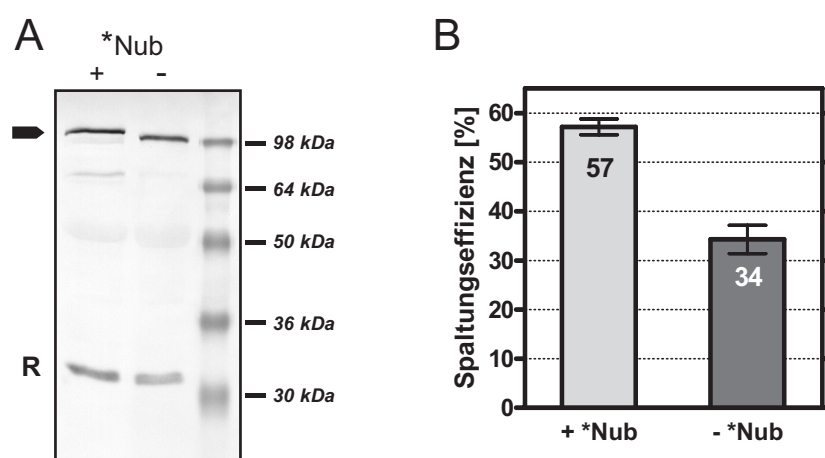 A
*Nub
+ -
98 kDa
64 kDa
50 kDa
36 kDa
R
30 kDa
B
Spaltungseffizienz [%]
60
50
40
30
20
10
0
57
34
+ *Nub
- *Nub